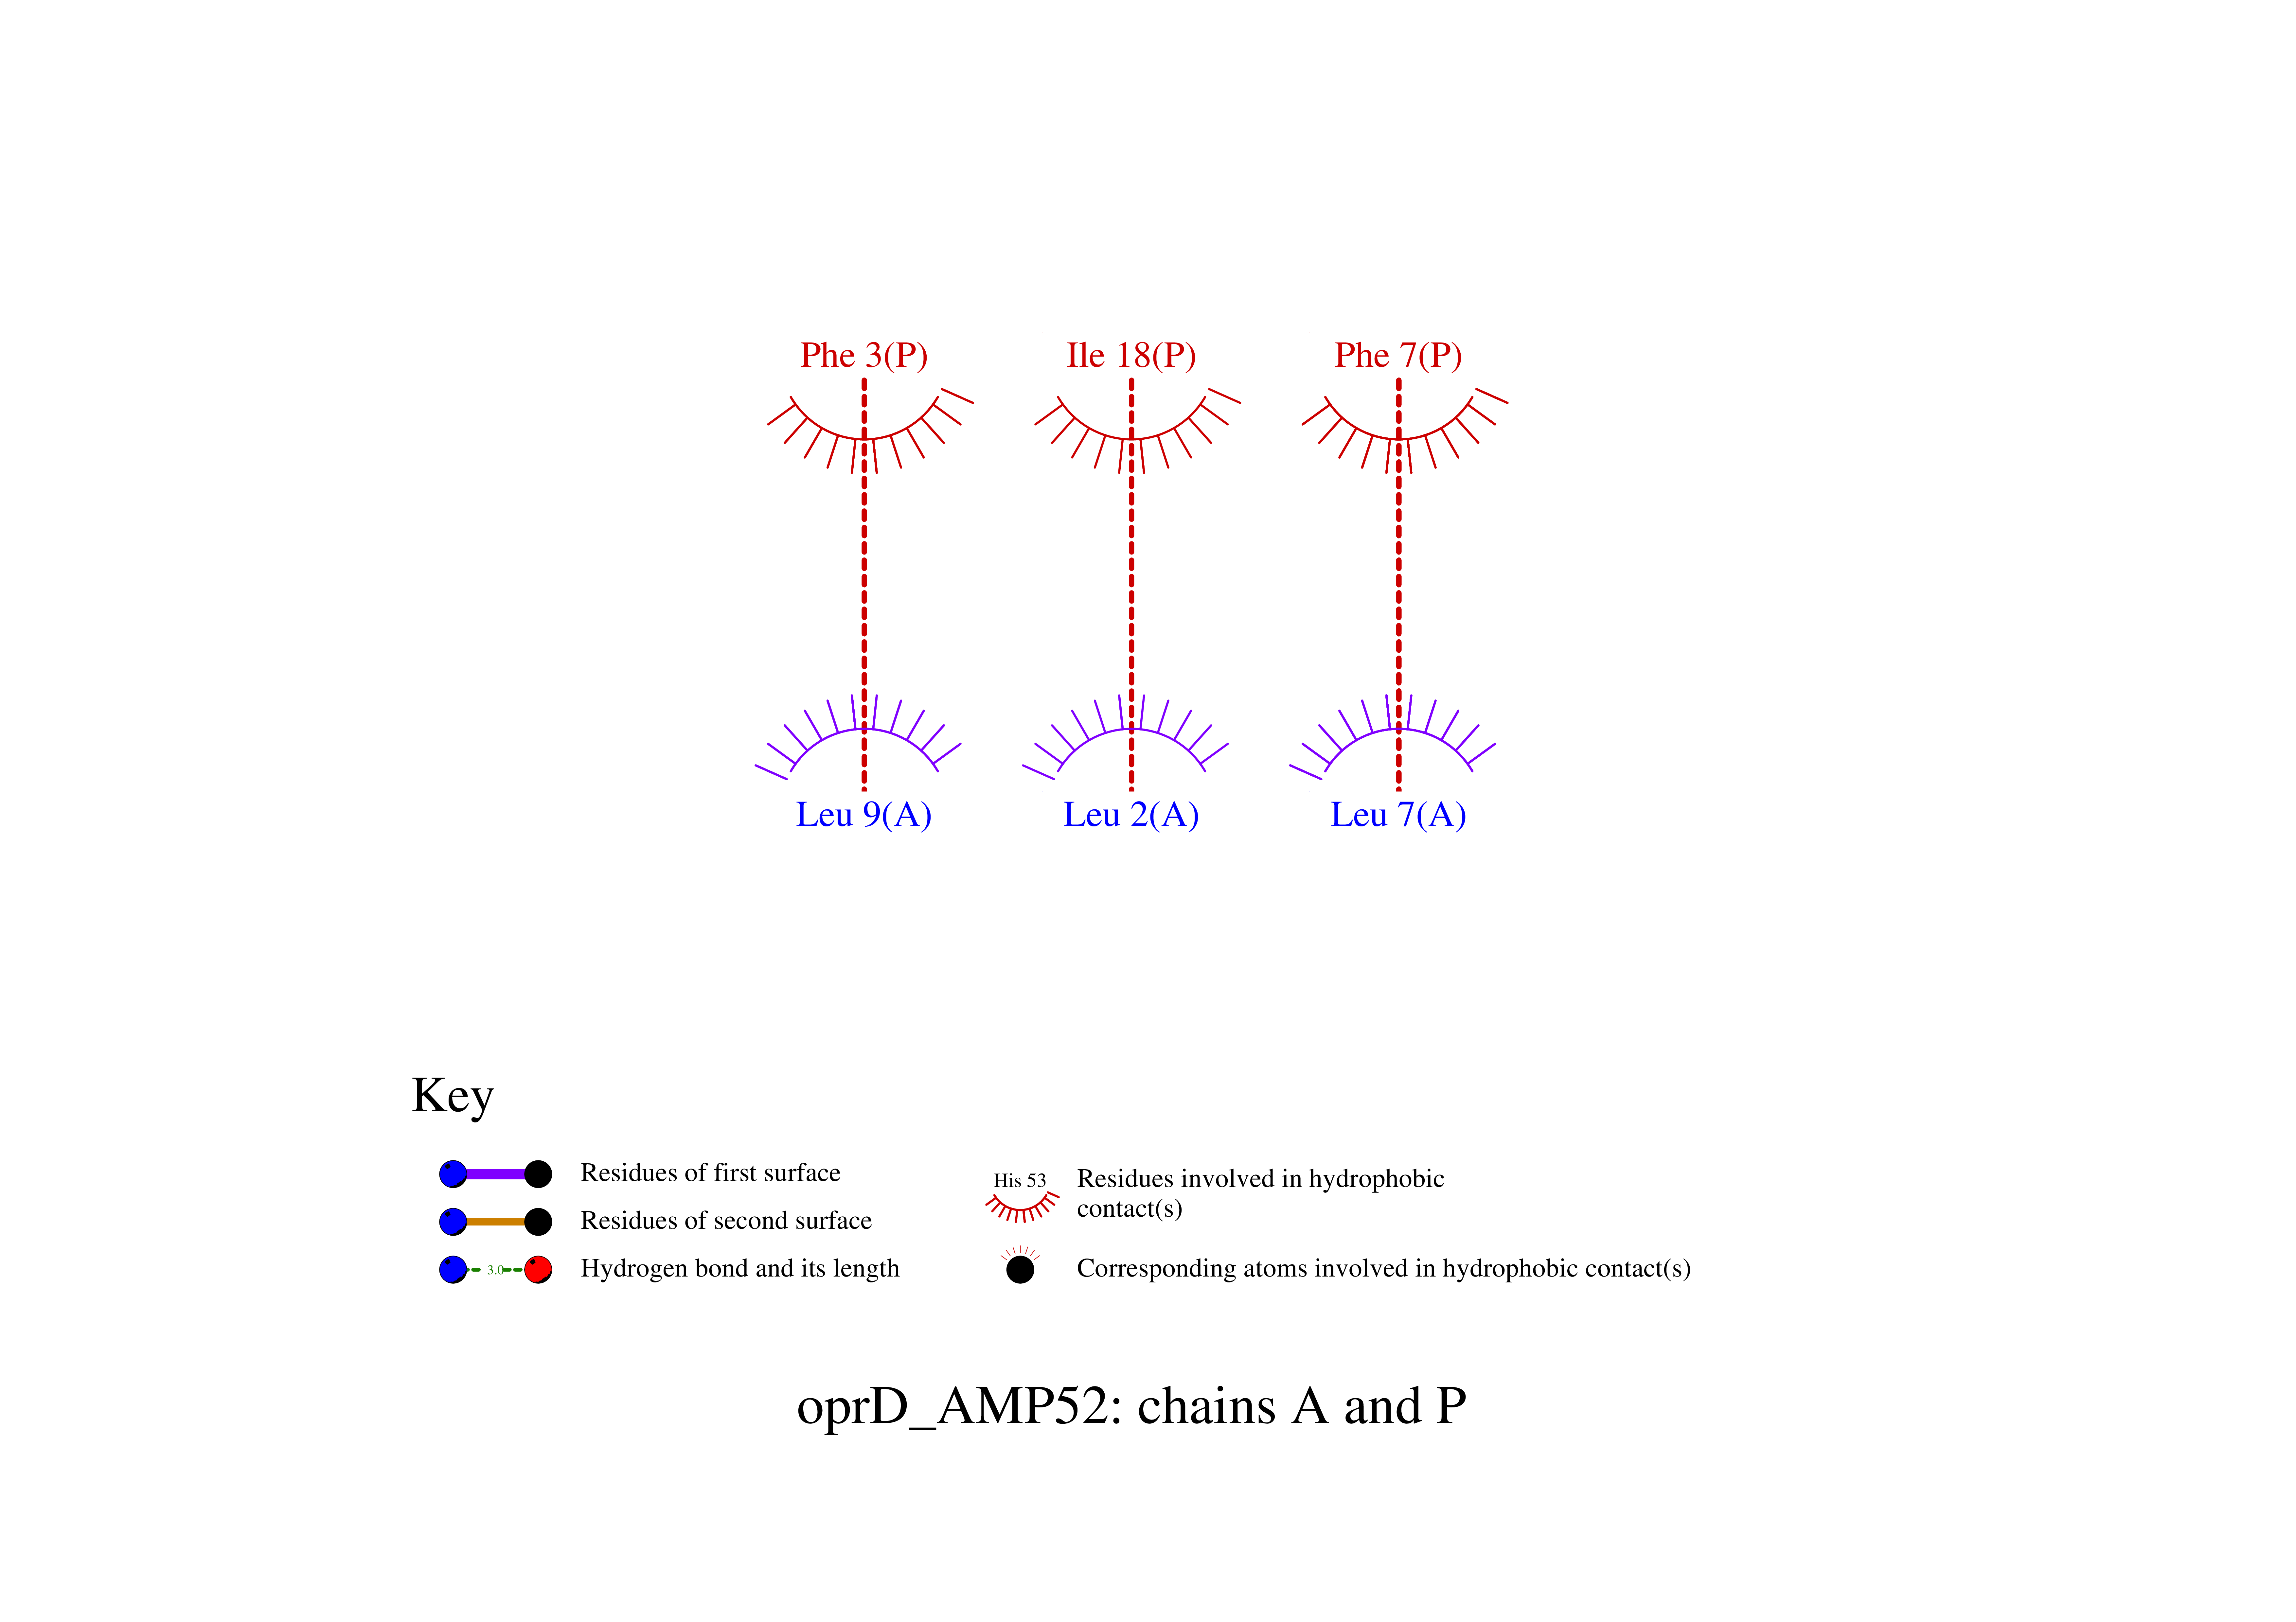 Phe 3(P) Ile 18(P) Phe 7(P)
Leu 9(A) Leu 2(A) Leu 7(A)
Key
Residues of first surface
Residues of second surface
3.0 Hydrogen bond and its length
His 53 Residues involved in hydrophobic
contact(s)
Corresponding atoms involved in hydrophobic contact(s)
oprD_AMP52: chains A and P